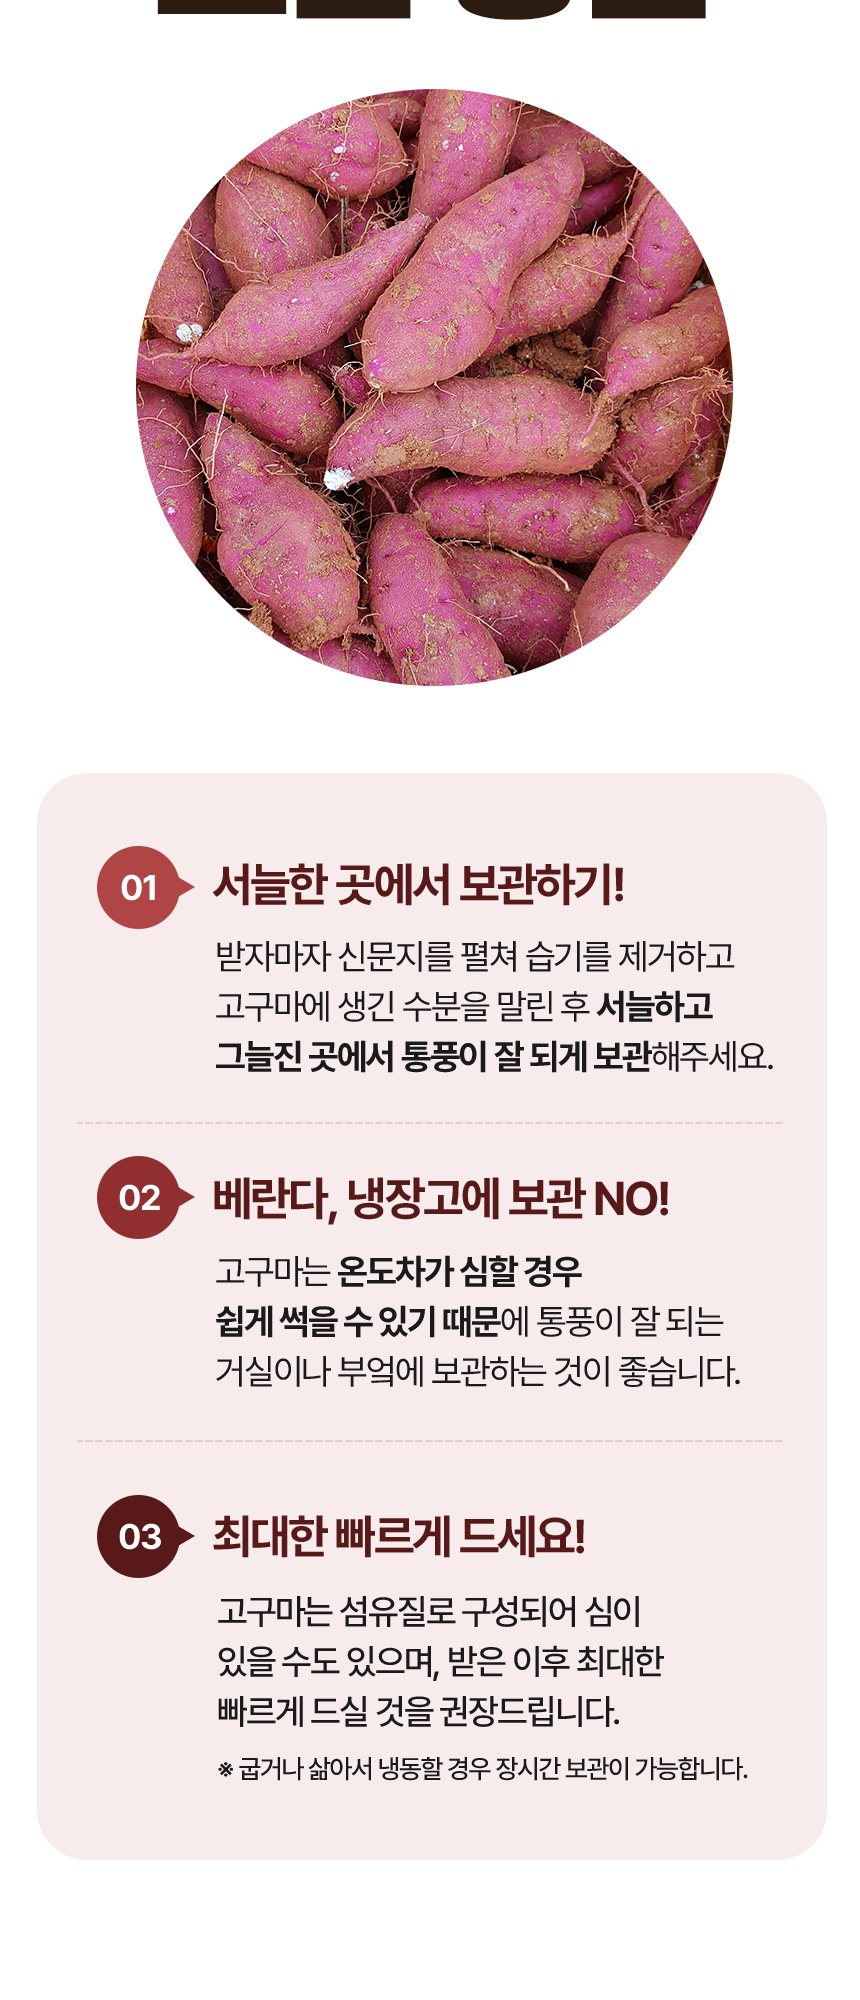 01
서늘한 곳에서 보관하기!
받자마자 신문지를 펼쳐 습기를 제거하고
고구마에 생긴 수분을 말린 후 서늘하고
그늘진 곳에서 통풍이 잘 되게 보관해주세요.
02
베란다, 냉장고에 보관 NO!
고구마는 온도차가 심할 경우
쉽게 썩을 수 있기 때문에 통풍이 잘 되는
거실이나 부엌에 보관하는 것이 좋습니다.
03
최대한 빠르게 드세요!
고구마는 섬유질로 구성되어 심이
있을 수도 있으며, 받은 이후 최대한
빠르게 드실 것을 권장드립니다.
※ 굽거나 삶아서 냉동할 경우 장시간 보관이 가능합니다.